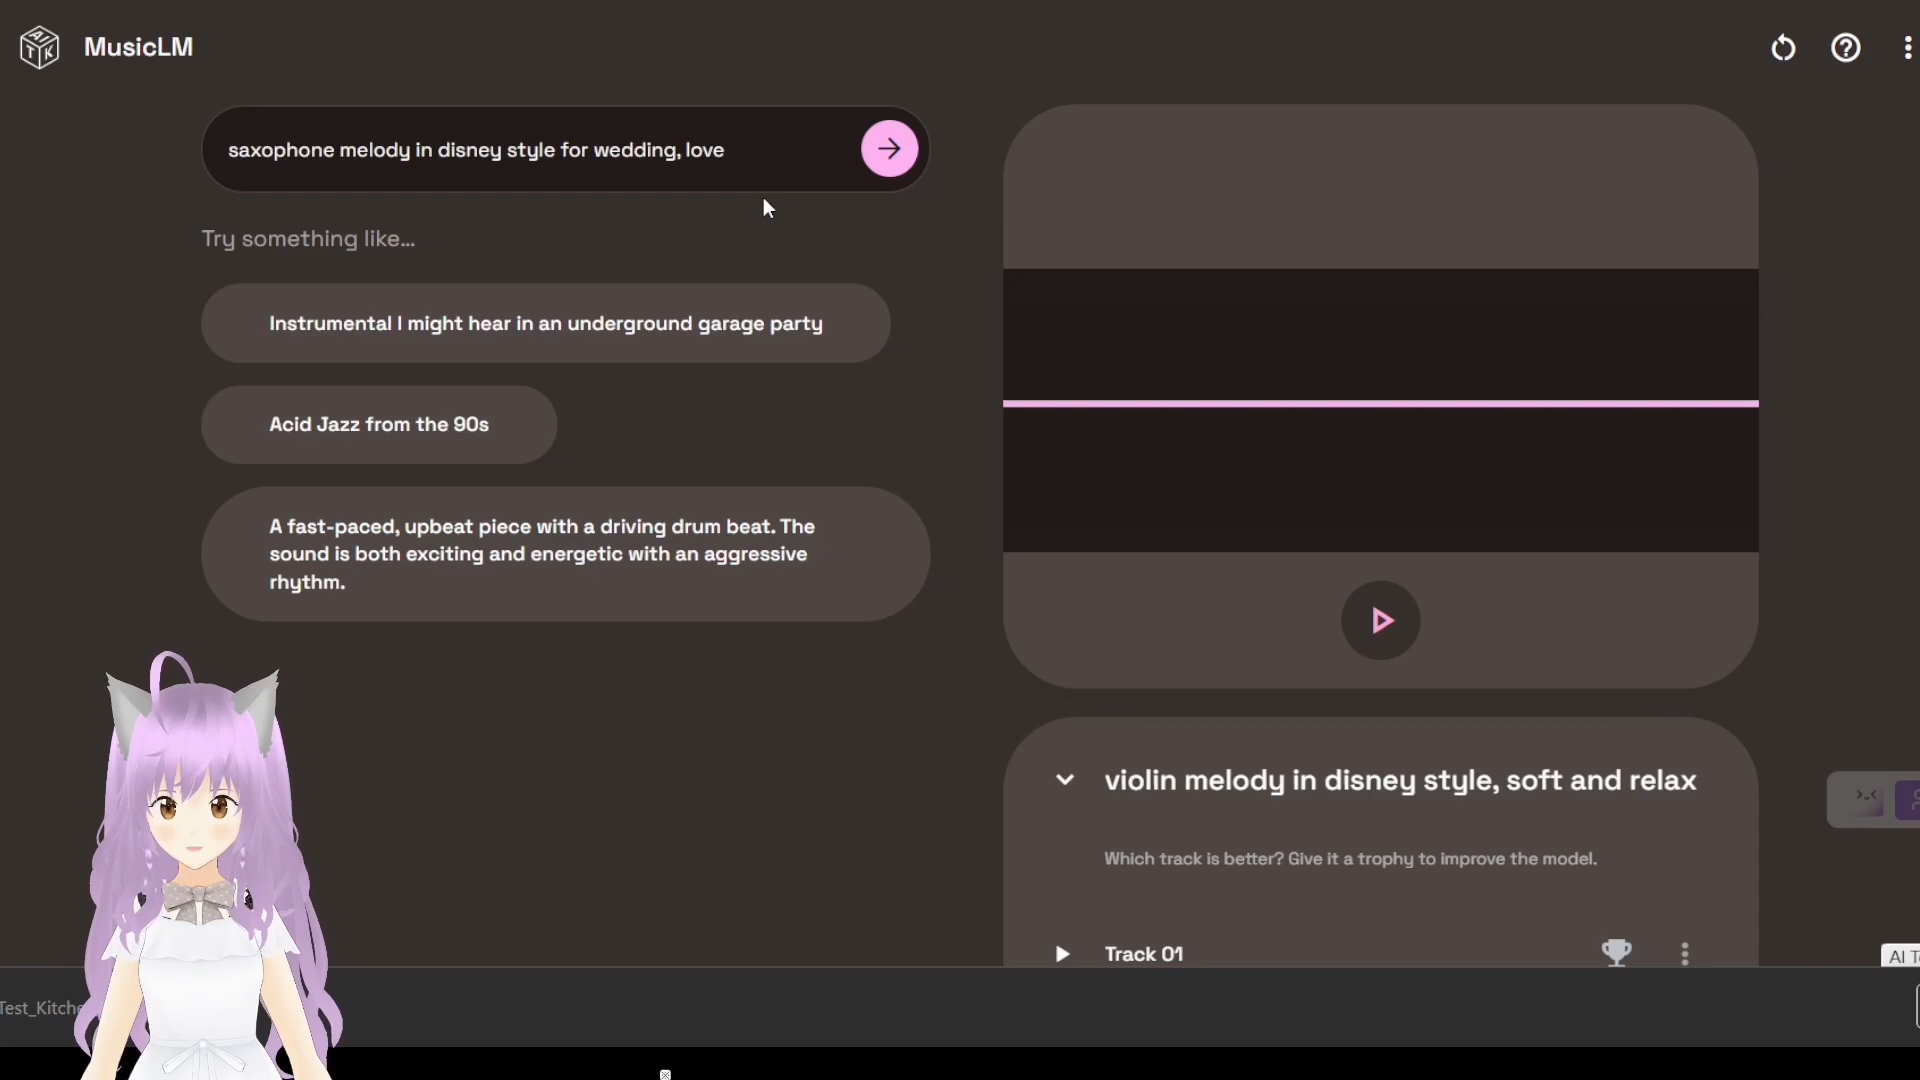 MusicLM
saxophone melody in disney style for wedding, love
Try something like...
Instrumental I might hear in an underground garage party
Acid Jazz from the 90s
A fast-paced, upbeat piece with a driving drum beat. The
sound is both exciting and energetic with an aggressive
rhythm.
violin melody in disney style, soft and relax
Which track is better? Give it a trophy to improve the model.
Track 01
AI T
Test_Kitche